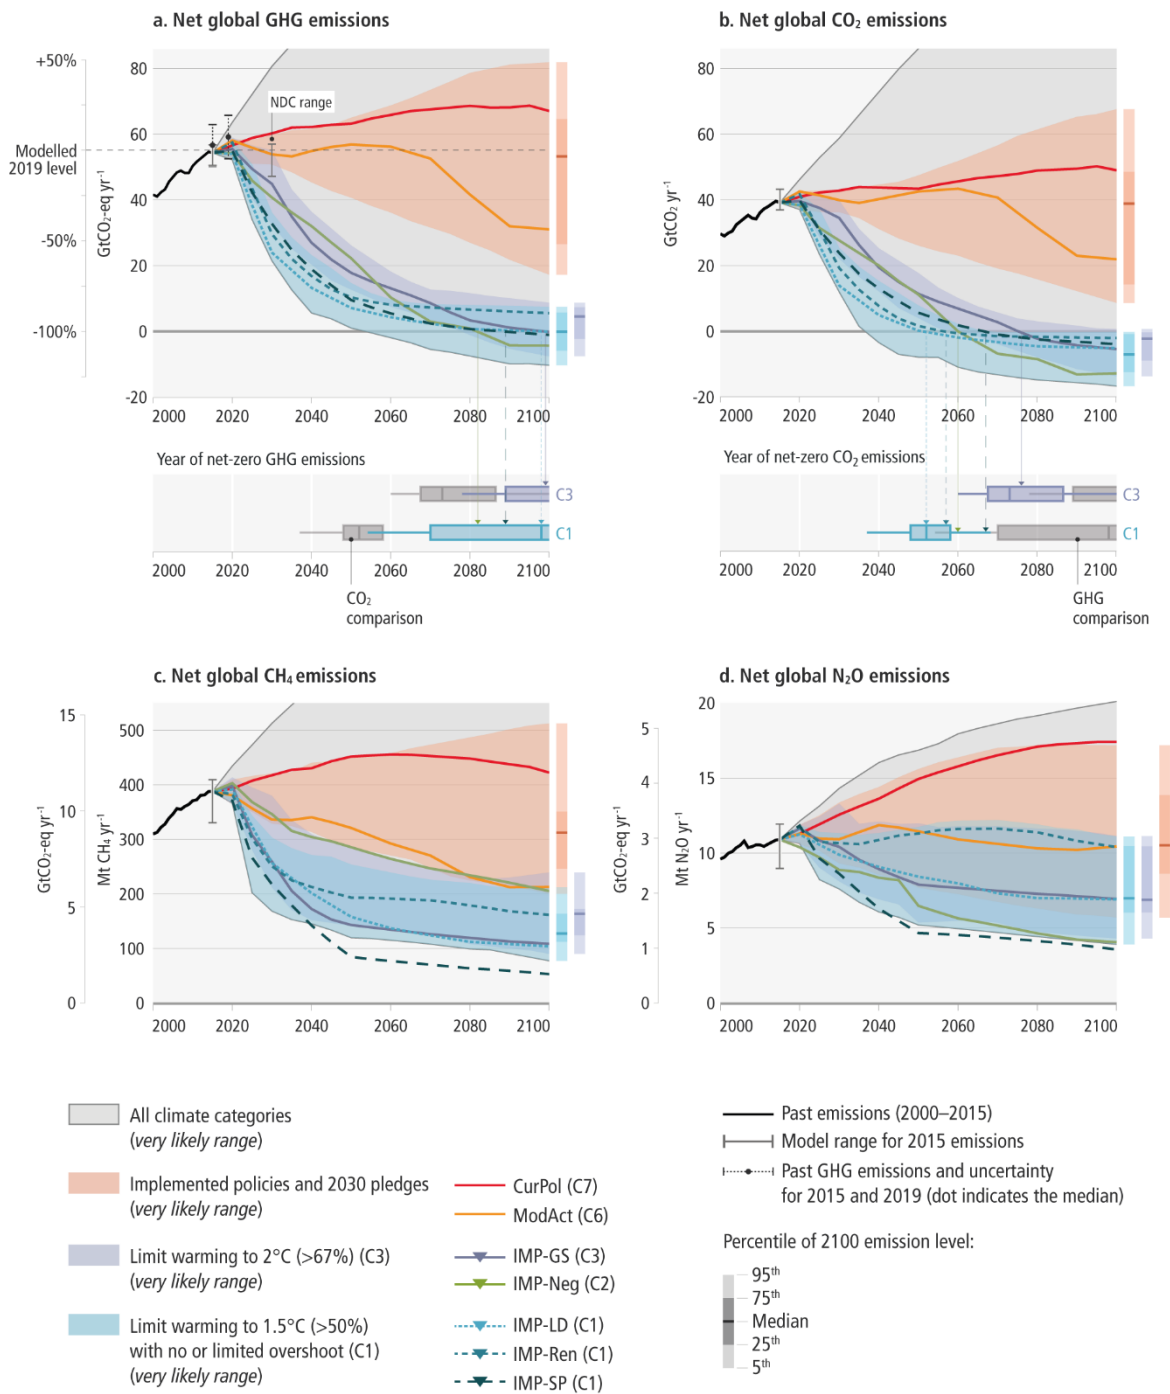 a. Net global GHG emissions
+50%
Modelled
2019 level
-50%
-100%
GtCO₂-eq yr⁻¹
80
60
40
20
0
-20
NDC range
2000 2020 2040 2060 2080 2100
Year of net-zero GHG emissions
C3
C1
2000 2020 2040 2060 2080 2100
CO₂
comparison
b. Net global CO₂ emissions
GtCO₂ yr⁻¹
80
60
40
20
0
-20
2000 2020 2040 2060 2080 2100
Year of net-zero CO₂ emissions
C3
C1
2000 2020 2040 2060 2080 2100
GHG
comparison
c. Net global CH₄ emissions
GtCO₂-eq yr⁻¹
15
10
5
0
Mt CH₄ yr⁻¹
500
400
300
200
100
0
2000 2020 2040 2060 2080 2100
d. Net global N₂O emissions
GtCO₂-eq yr⁻¹
5
4
3
2
1
0
Mt N₂O yr⁻¹
20
15
10
5
0
2000 2020 2040 2060 2080 2100
All climate categories
(very likely range)
Implemented policies and 2030 pledges
(very likely range)
Limit warming to 2°C (>67%) (C3)
(very likely range)
Limit warming to 1.5°C (>50%)
with no or limited overshoot (C1)
(very likely range)
CurPol (C7)
ModAct (C6)
IMP-GS (C3)
IMP-Neg (C2)
IMP-LD (C1)
IMP-Ren (C1)
IMP-SP (C1)
Past emissions (2000–2015)
Model range for 2015 emissions
Past GHG emissions and uncertainty
for 2015 and 2019 (dot indicates the median)
Percentile of 2100 emission level:
95th
75th
Median
25th
5th